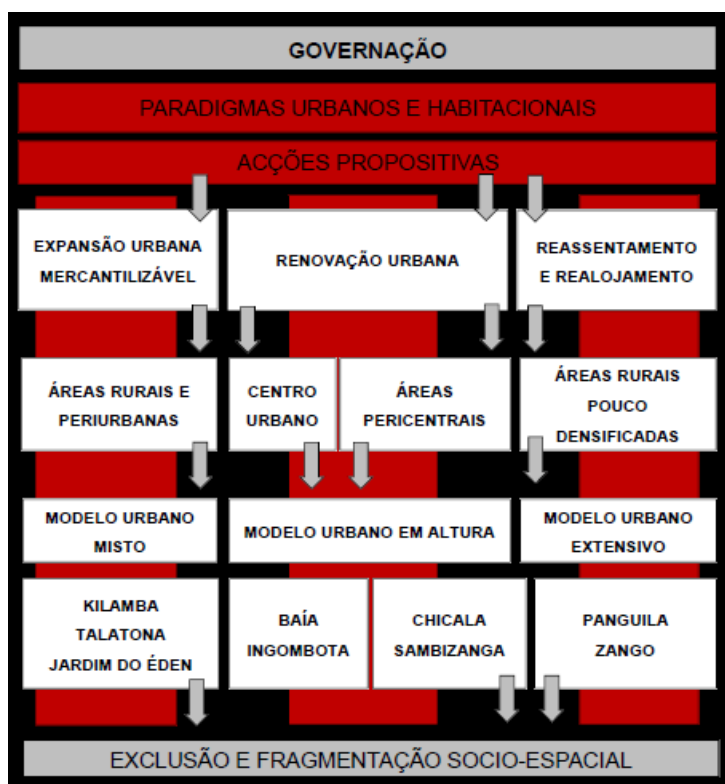 GOVERNAÇÃO
PARADIGMAS URBANOS E HABITACIONAIS
ACÇÕES PROPOSITIVAS
EXPANSÃO URBANA
MERCANTILIZÁVEL
RENOVAÇÃO URBANA
REASSENTAMENTO
E REALOJAMENTO
ÁREAS RURAIS E
PERIURBANAS
CENTRO
URBANO
ÁREAS
PERICENTRAIS
ÁREAS RURAIS
POUCO
DENSIFICADAS
MODELO URBANO
MISTO
MODELO URBANO EM ALTURA
MODELO URBANO
EXTENSIVO
KILAMBA
TALATONA
JARDIM DO ÉDEN
BAÍA
INGOMBOTA
CHICALA
SAMBIZANGA
PANGUILA
ZANGO
EXCLUSÃO E FRAGMENTAÇÃO SOCIO-ESPACIAL